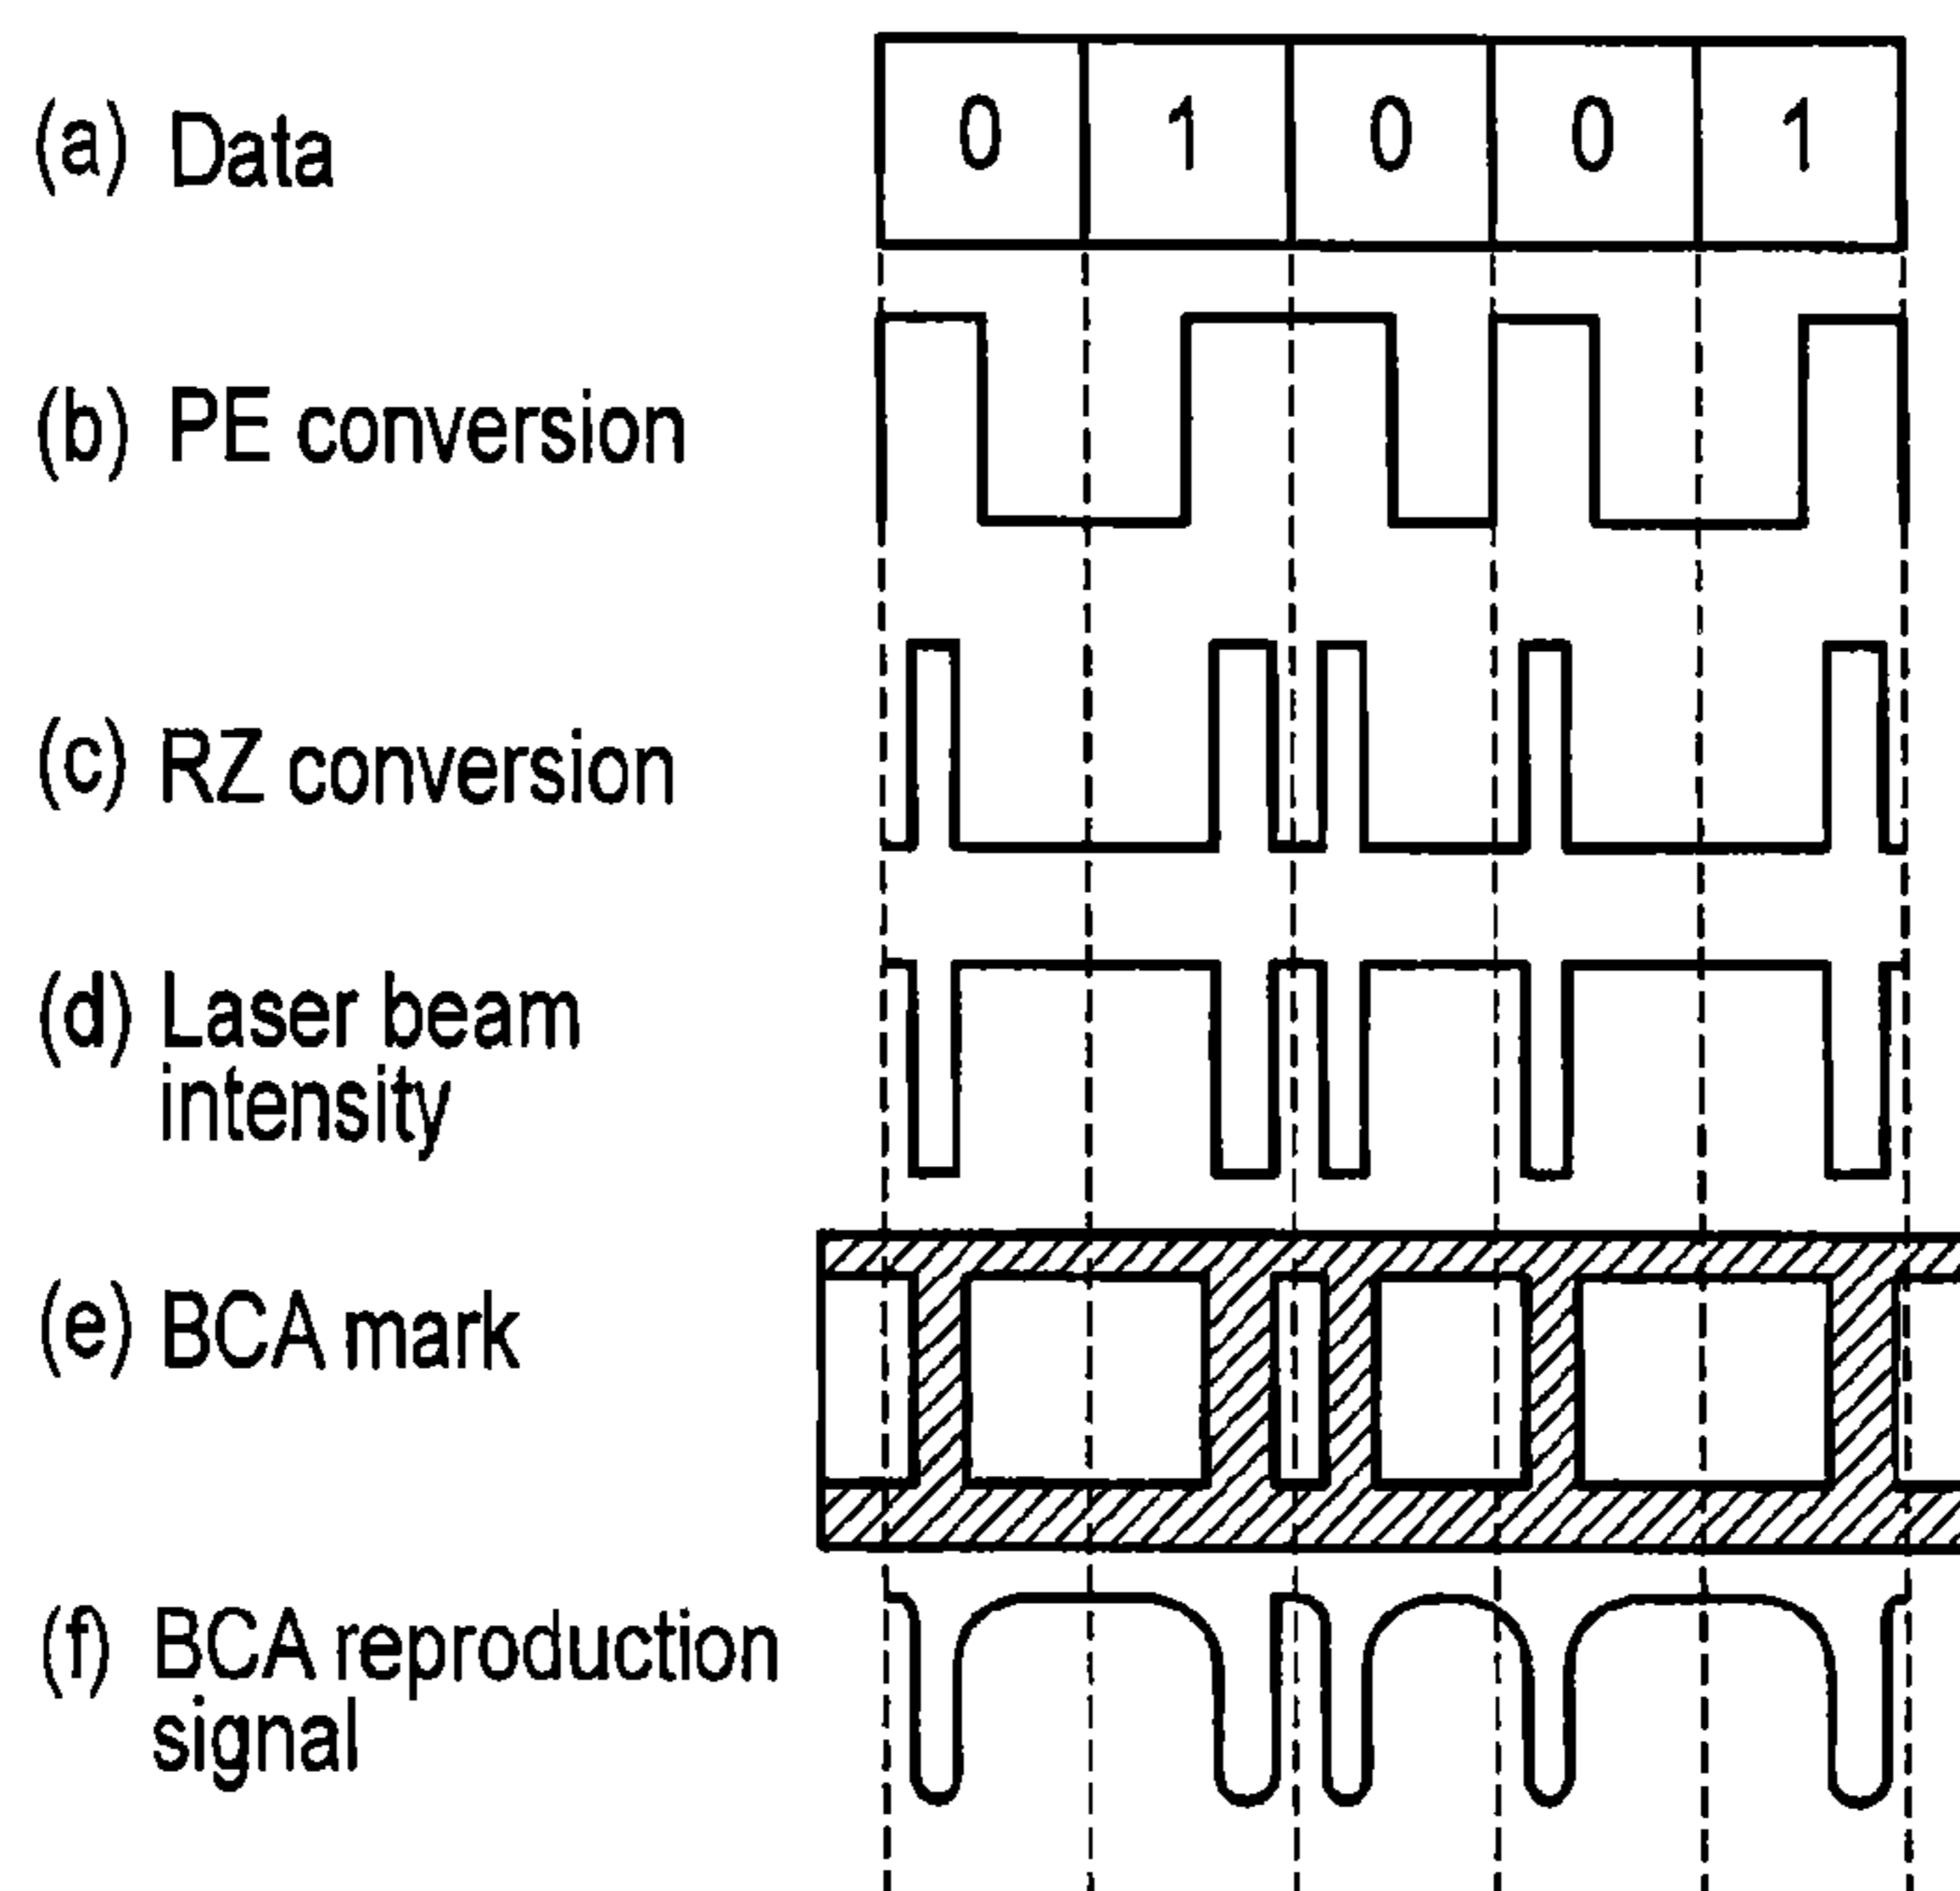 (a) Data
0 1 0 0 1
(b) PE conversion
(c) RZ conversion
(d) Laser beam
intensity
(e) BCA mark
(f) BCA reproduction
signal